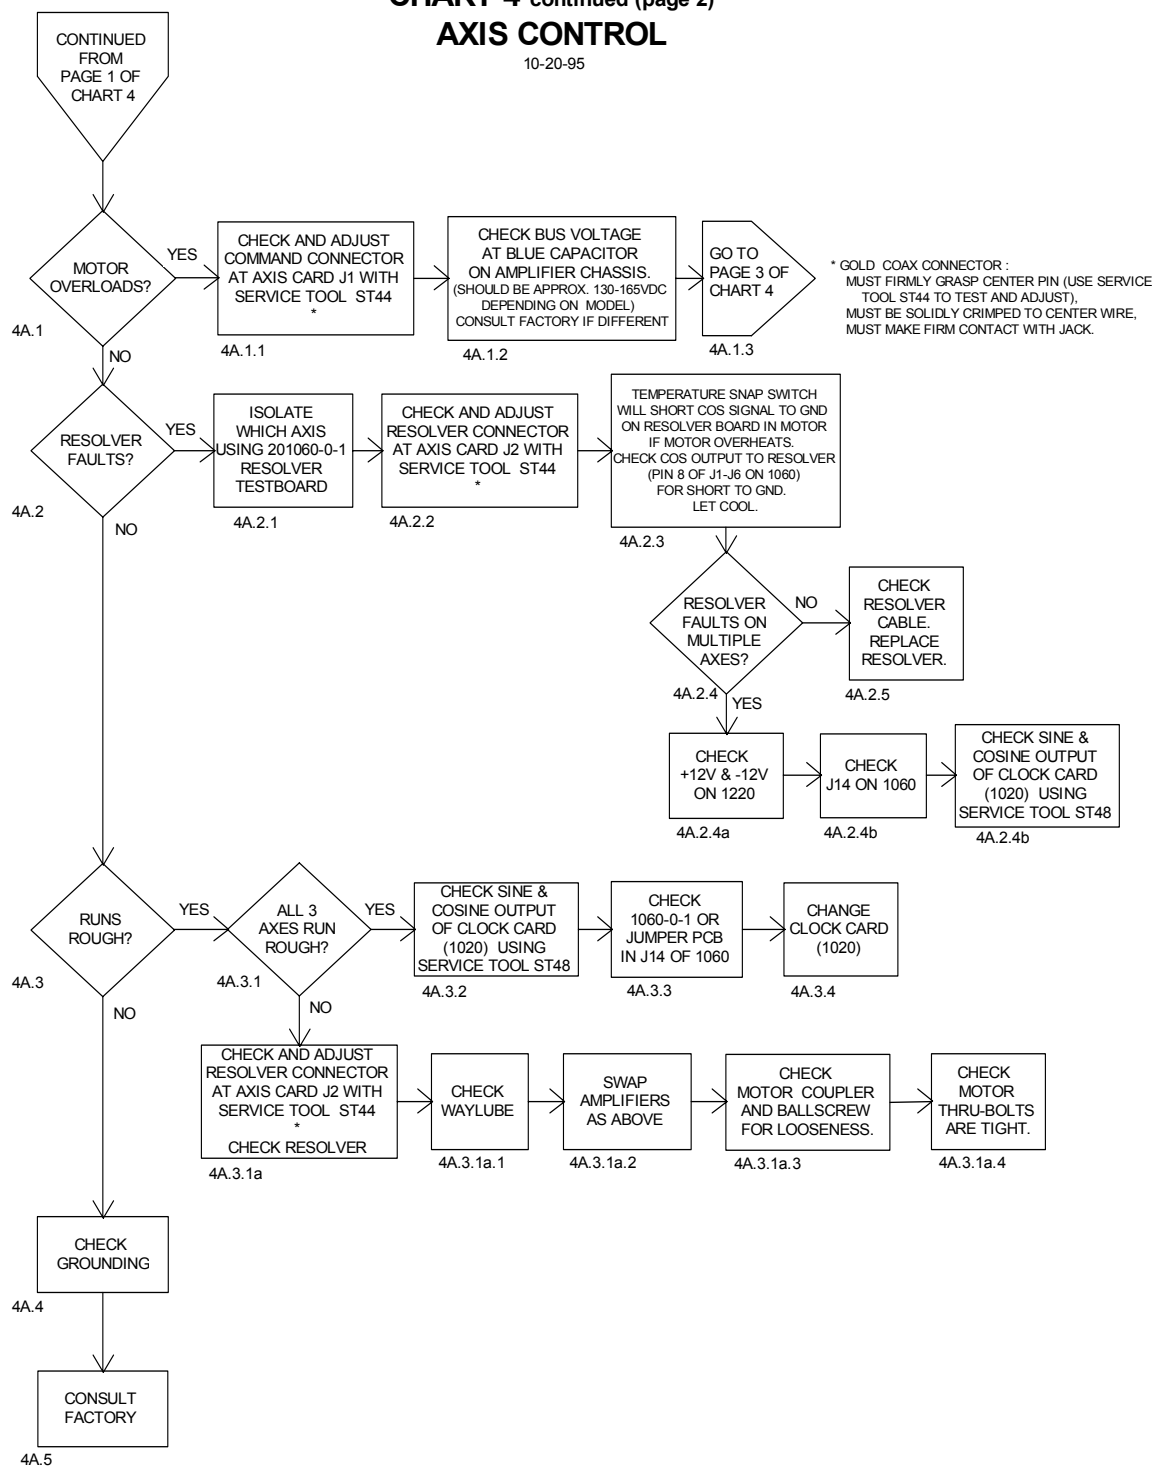 CHART 4 continued (page 2)
AXIS CONTROL
10-20-95
CONTINUED
FROM
PAGE 1 OF
CHART 4
MOTOR
OVERLOADS?
4A.1
YES
NO
CHECK AND ADJUST
COMMAND CONNECTOR
AT AXIS CARD J1 WITH
SERVICE TOOL ST44
*
4A.1.1
CHECK BUS VOLTAGE
AT BLUE CAPACITOR
ON AMPLIFIER CHASSIS.
(SHOULD BE APPROX. 130-165VDC
DEPENDING ON MODEL)
CONSULT FACTORY IF DIFFERENT
4A.1.2
GO TO
PAGE 3 OF
CHART 4
4A.1.3
* GOLD COAX CONNECTOR :
MUST FIRMLY GRASP CENTER PIN (USE SERVICE
TOOL ST44 TO TEST AND ADJUST),
MUST BE SOLIDLY CRIMPED TO CENTER WIRE,
MUST MAKE FIRM CONTACT WITH JACK.
RESOLVER
FAULTS?
4A.2
YES
NO
ISOLATE
WHICH AXIS
USING 201060-0-1
RESOLVER
TESTBOARD
4A.2.1
CHECK AND ADJUST
RESOLVER CONNECTOR
AT AXIS CARD J2 WITH
SERVICE TOOL ST44
*
4A.2.2
TEMPERATURE SNAP SWITCH
WILL SHORT COS SIGNAL TO GND
ON RESOLVER BOARD IN MOTOR
IF MOTOR OVERHEATS.
CHECK COS OUTPUT TO RESOLVER
(PIN 8 OF J1-J6 ON 1060)
FOR SHORT TO GND.
LET COOL.
4A.2.3
RESOLVER
FAULTS ON
MULTIPLE
AXES?
4A.2.4
NO
YES
CHECK
RESOLVER
CABLE.
REPLACE
RESOLVER.
4A.2.5
CHECK
+12V & -12V
ON 1220
4A.2.4a
CHECK
J14 ON 1060
4A.2.4b
CHECK SINE &
COSINE OUTPUT
OF CLOCK CARD
(1020) USING
SERVICE TOOL ST48
4A.2.4b
RUNS
ROUGH?
4A.3
YES
NO
ALL 3
AXES RUN
ROUGH?
4A.3.1
YES
NO
CHECK SINE &
COSINE OUTPUT
OF CLOCK CARD
(1020) USING
SERVICE TOOL ST48
4A.3.2
CHECK
1060-0-1 OR
JUMPER PCB
IN J14 OF 1060
4A.3.3
CHANGE
CLOCK CARD
(1020)
4A.3.4
CHECK AND ADJUST
RESOLVER CONNECTOR
AT AXIS CARD J2 WITH
SERVICE TOOL ST44
*
CHECK RESOLVER
4A.3.1a
CHECK
WAYLUBE
4A.3.1a.1
SWAP
AMPLIFIERS
AS ABOVE
4A.3.1a.2
CHECK
MOTOR COUPLER
AND BALLSCREW
FOR LOOSENESS.
4A.3.1a.3
CHECK
MOTOR
THRU-BOLTS
ARE TIGHT.
4A.3.1a.4
CHECK
GROUNDING
4A.4
CONSULT
FACTORY
4A.5